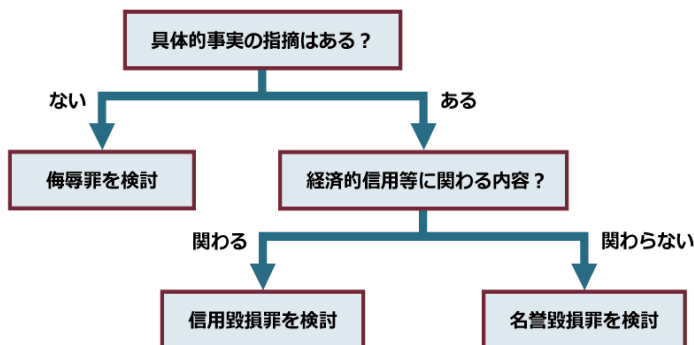 具体的事実の指摘はある？
ない
ある
侮辱罪を検討
経済的信用等に関わる内容？
関わる
関わらない
信用毀損罪を検討
名誉毀損罪を検討